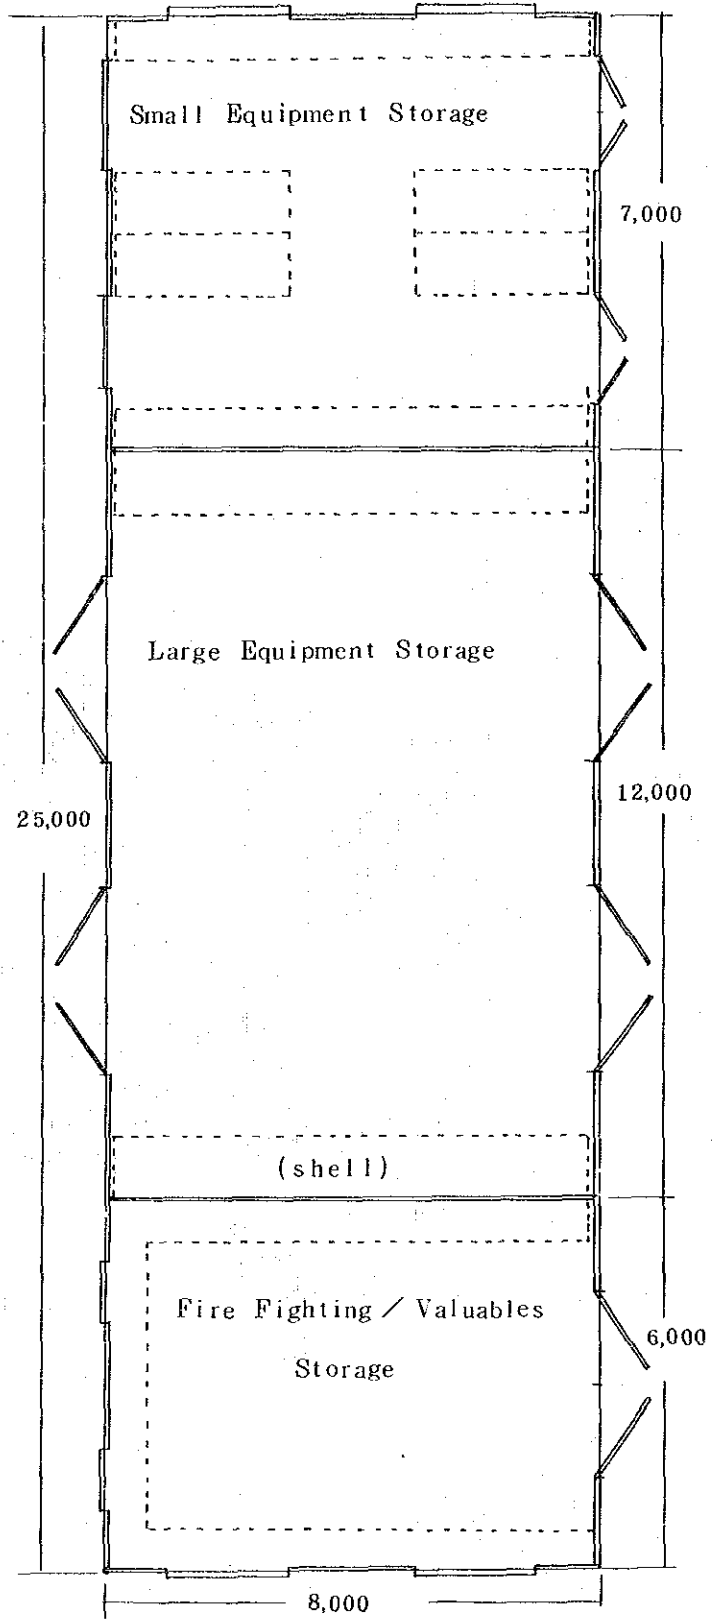 Small Equipment Storage
7,000
Large Equipment Storage
12,000
25,000
(shell)
Fire Fighting / Valuables
Storage
6,000
8,000